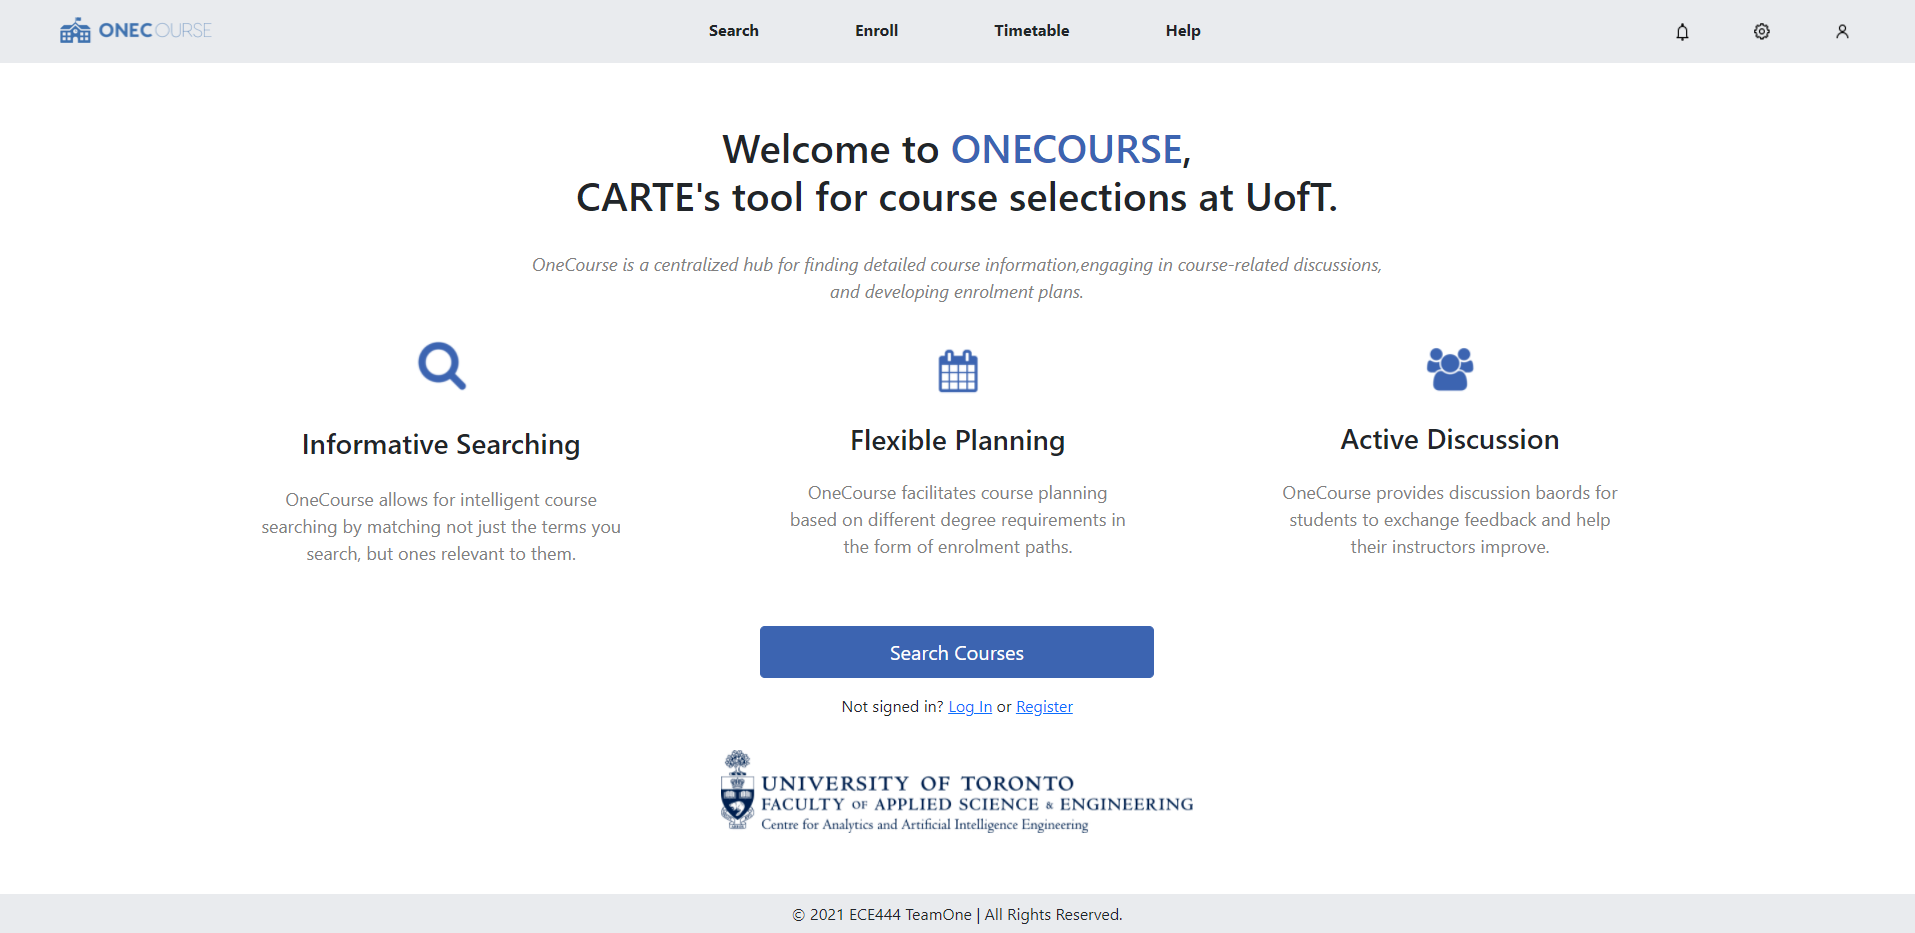 ONECOURSE
Search
Enroll
Timetable
Help
Welcome to ONECOURSE,
CARTE's tool for course selections at UofT.
OneCourse is a centralized hub for finding detailed course information,engaging in course-related discussions,
and developing enrolment plans.
Informative Searching
OneCourse allows for intelligent course
searching by matching not just the terms you
search, but ones relevant to them.
Flexible Planning
OneCourse facilitates course planning
based on different degree requirements in
the form of enrolment paths.
Active Discussion
OneCourse provides discussion baords for
students to exchange feedback and help
their instructors improve.
Search Courses
Not signed in? Log In or Register
UNIVERSITY OF TORONTO
FACULTY OF APPLIED SCIENCE & ENGINEERING
Centre for Analytics and Artificial Intelligence Engineering
© 2021 ECE444 TeamOne | All Rights Reserved.